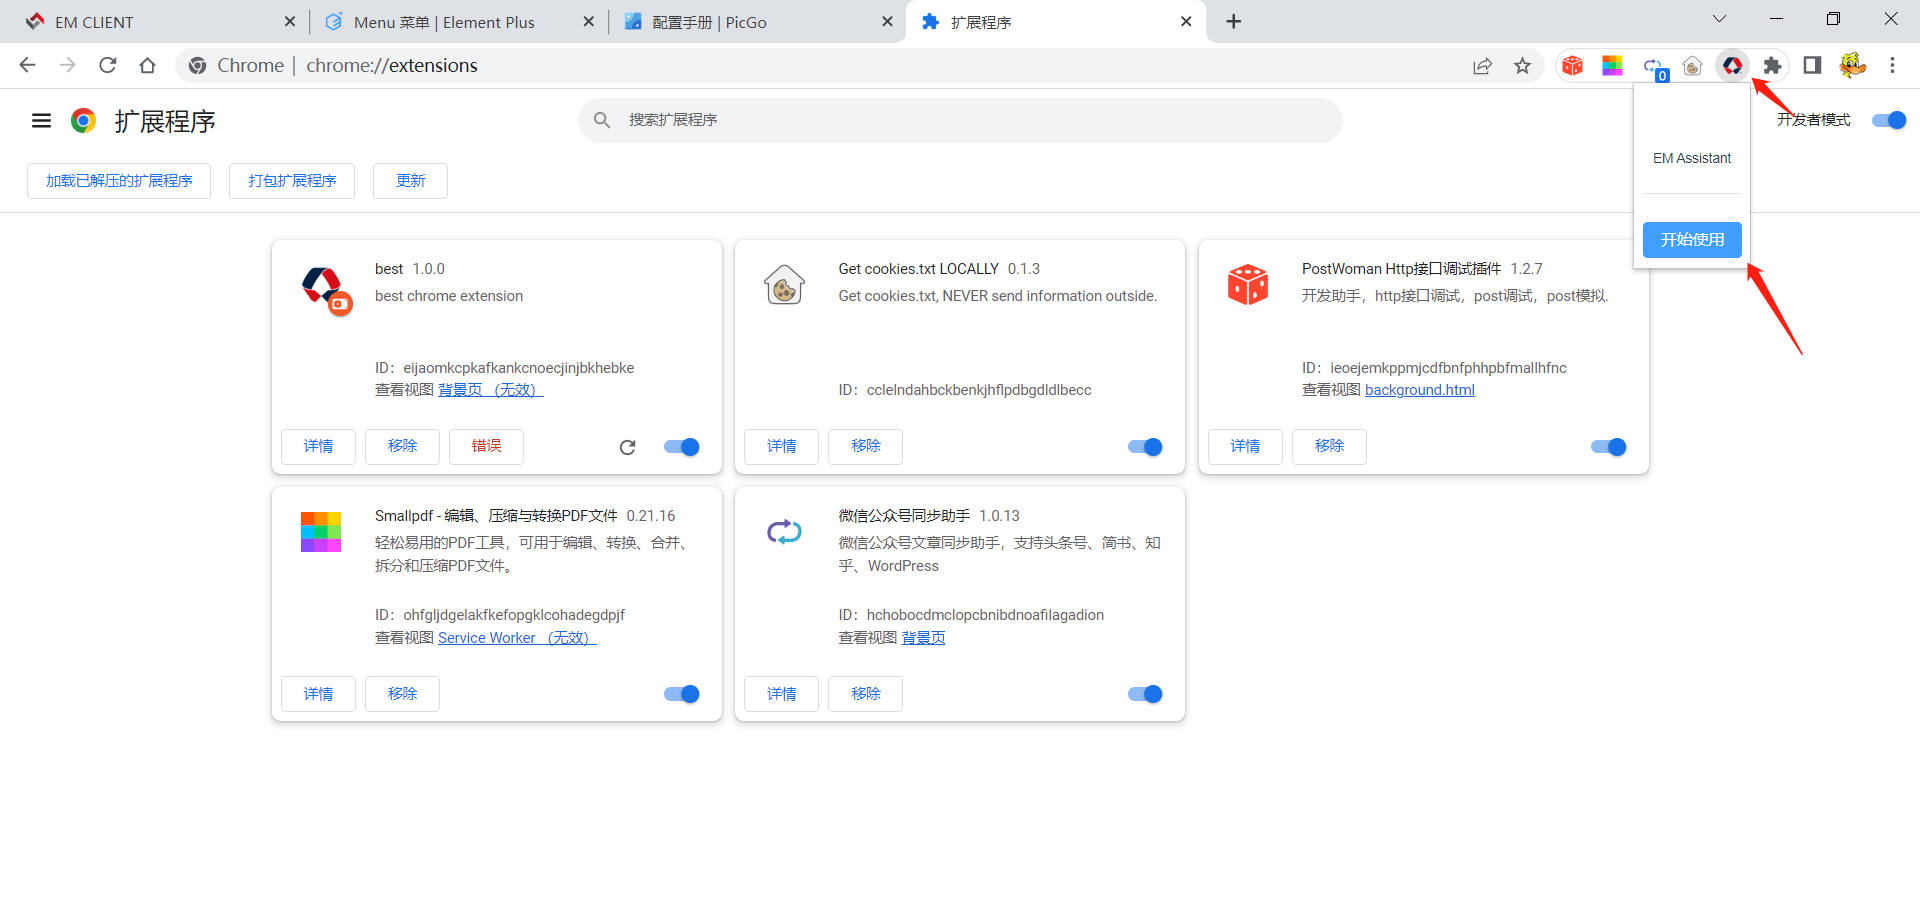 EM CLIENT
Menu 菜单 | Element Plus
配置手册 | PicGo
扩展程序
Chrome | chrome://extensions
0
扩展程序
搜索扩展程序
开发者模式
EM Assistant
开始使用
加载已解压的扩展程序
打包扩展程序
更新
best 1.0.0
best chrome extension
ID：eijaomkcpkafkankcnoecjinjbkhebke
查看视图 背景页 （无效）
详情
移除
错误
Get cookies.txt LOCALLY 0.1.3
Get cookies.txt, NEVER send information outside.
ID：cclelndahbckbenkjhflpdbgdldlbecc
详情
移除
PostWoman Http接口调试插件 1.2.7
开发助手，http接口调试，post调试，post模拟.
ID：ieoejemkppmjcdfbnfphhpbfmallhfnc
查看视图 background.html
详情
移除
Smallpdf - 编辑、压缩与转换PDF文件 0.21.16
轻松易用的PDF工具，可用于编辑、转换、合并、
拆分和压缩PDF文件。
ID：ohfgljdgelakfkefopgklcohadegdpjf
查看视图 Service Worker （无效）
详情
移除
微信公众号同步助手 1.0.13
微信公众号文章同步助手，支持头条号、简书、知
乎、WordPress
ID：hchobocdmclopcbnibdnoafilagadion
查看视图 背景页
详情
移除